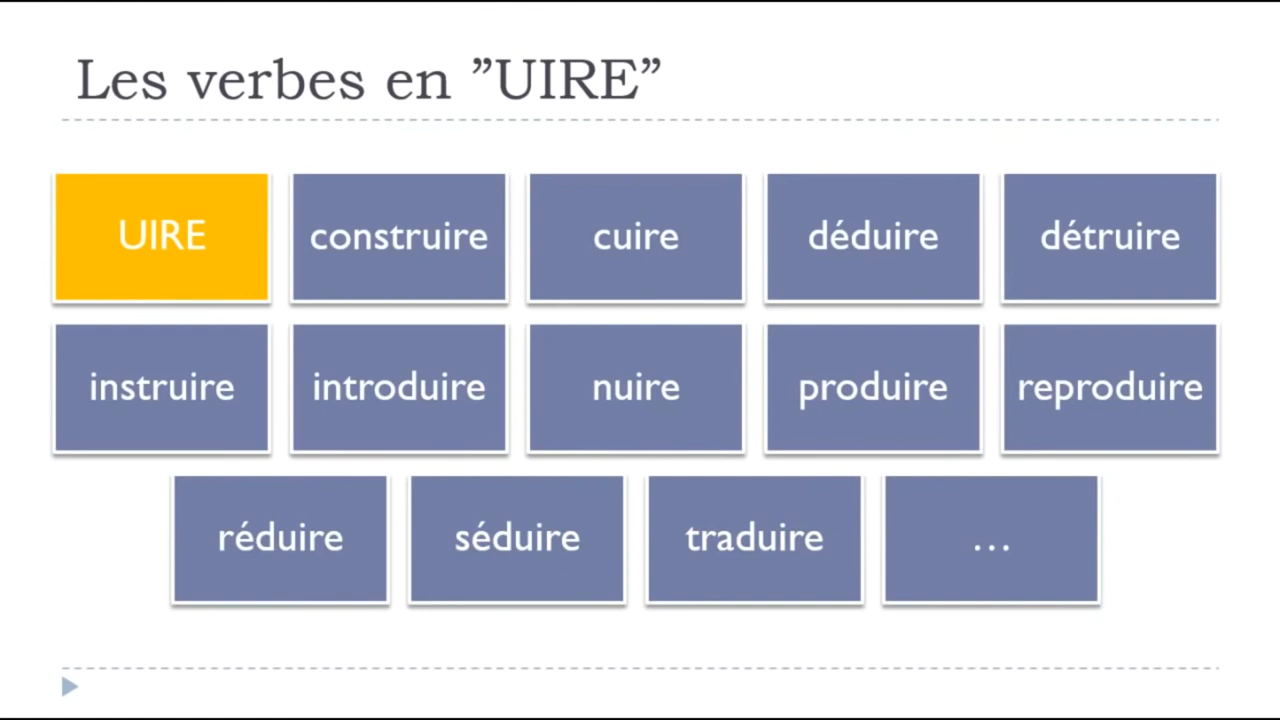 Les verbes en ”UIRE”
UIRE
construire
cuire
déduire
détruire
instruire
introduire
nuire
produire
reproduire
réduire
séduire
traduire
…